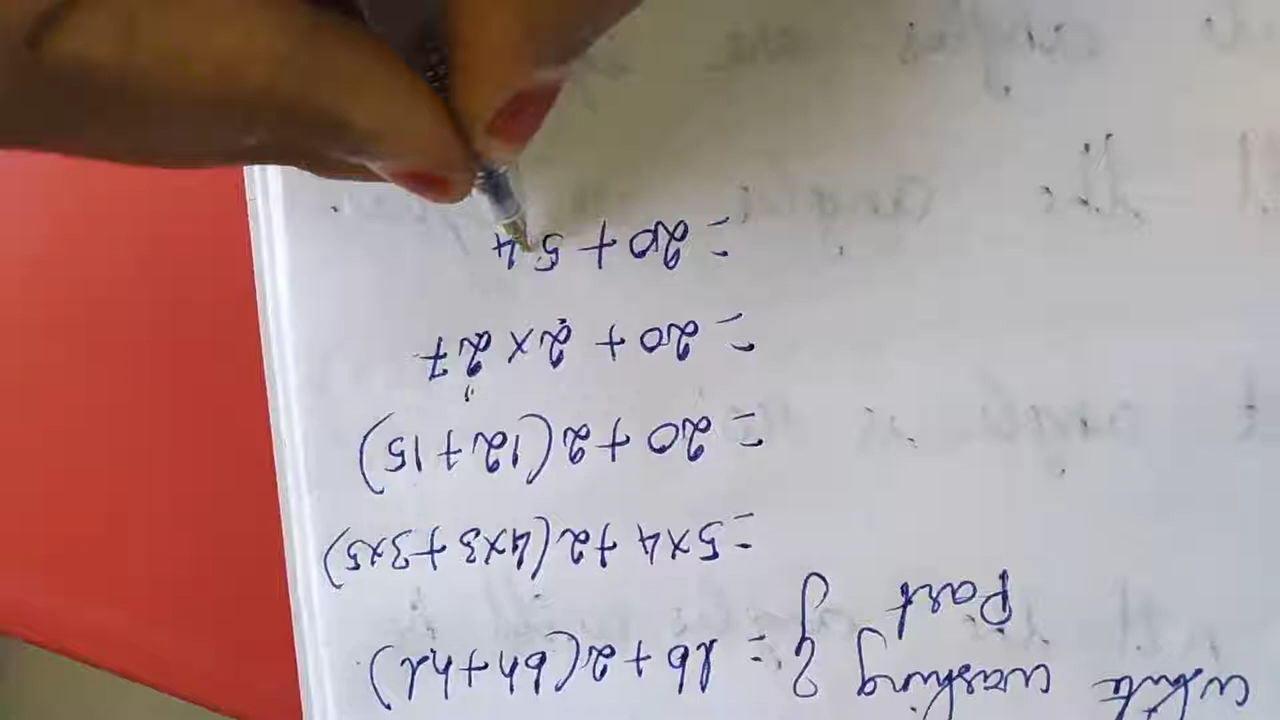 white washing } = lb + 2(bh + hl)
Part
= 5×4 + 2(4×3 + 3×5)
= 20 + 2(12 + 15)
= 20 + 2 × 27
= 20 + 54